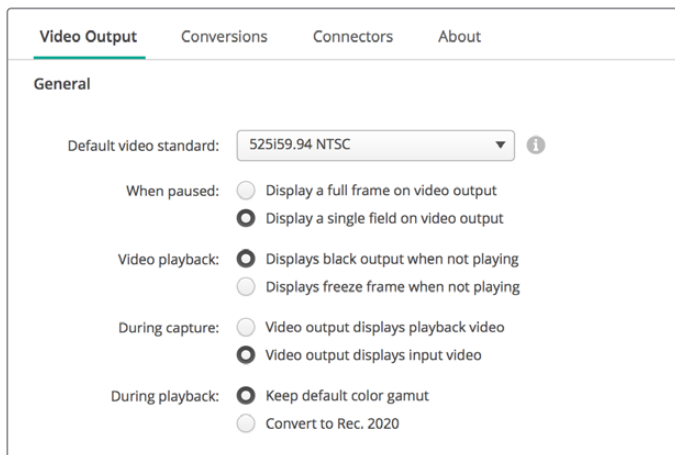 Video Output Conversions Connectors About
General
Default video standard: 525i59.94 NTSC
When paused: Display a full frame on video output
Display a single field on video output
Video playback: Displays black output when not playing
Displays freeze frame when not playing
During capture: Video output displays playback video
Video output displays input video
During playback: Keep default color gamut
Convert to Rec. 2020